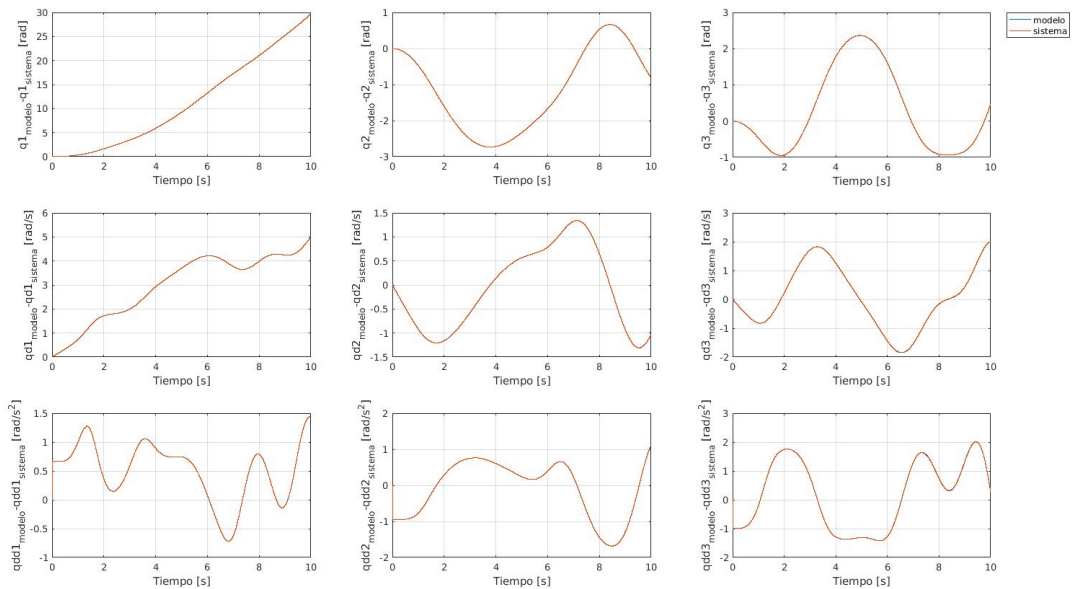 q1modelo-q1sistema [rad]
30
25
20
15
10
5
0
0 2 4 6 8 10
Tiempo [s]
q2modelo-q2sistema [rad]
2
0
-2
-3
0 2 4 6 8 10
Tiempo [s]
q3modelo-q3sistema [rad]
3
2
1
0
-1
0 2 4 6 8 10
Tiempo [s]
modelo
sistema
qd1modelo-qd1sistema [rad/s]
6
5
4
3
2
1
0
0 2 4 6 8 10
Tiempo [s]
qd2modelo-qd2sistema [rad/s]
1.5
1
0.5
0
-0.5
-1
-1.5
0 2 4 6 8 10
Tiempo [s]
qd3modelo-qd3sistema [rad/s]
3
2
1
0
-1
-2
0 2 4 6 8 10
Tiempo [s]
qdd1modelo-qdd1sistema [rad/s2]
1.5
1
0.5
0
-0.5
-1
0 2 4 6 8 10
Tiempo [s]
qdd2modelo-qdd2sistema [rad/s2]
2
1
0
-1
-2
0 2 4 6 8 10
Tiempo [s]
qdd3modelo-qdd3sistema [rad/s2]
3
2
1
0
-1
-2
0 2 4 6 8 10
Tiempo [s]